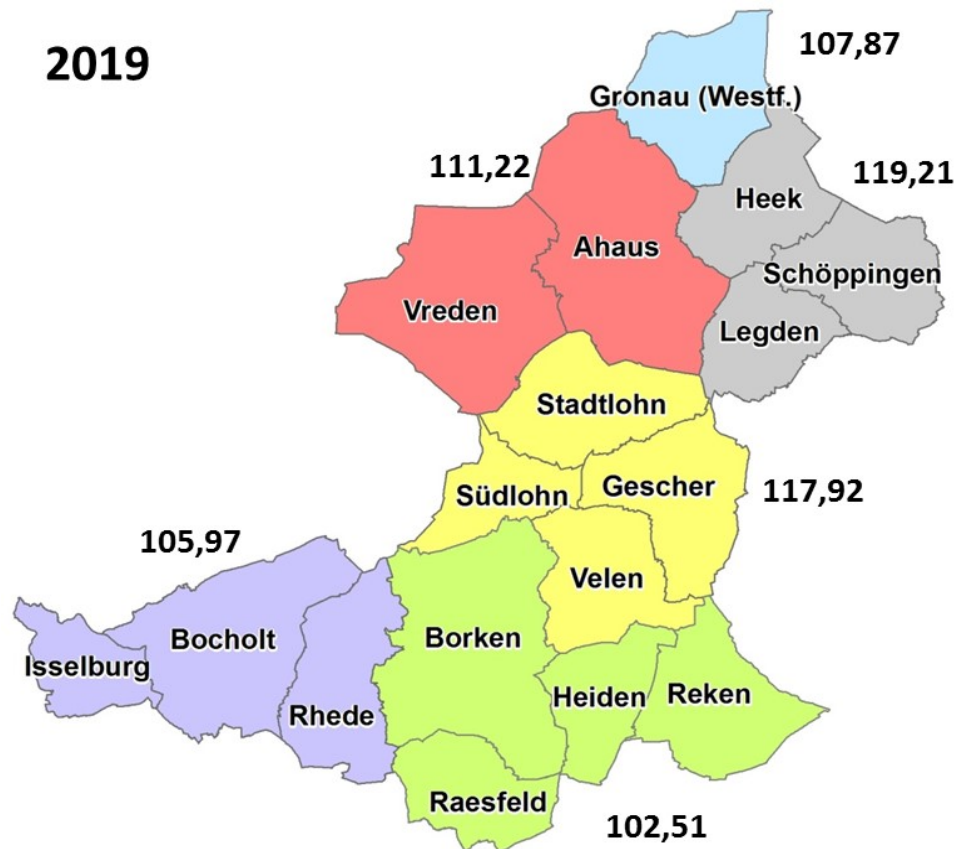 2019
107,87
Gronau (Westf.)
111,22
119,21
Heek
Ahaus
Schöppingen
Vreden
Legden
Stadtlohn
Südlohn
Gescher
117,92
105,97
Velen
Bocholt
Borken
Isselburg
Rhede
Heiden
Reken
Raesfeld
102,51